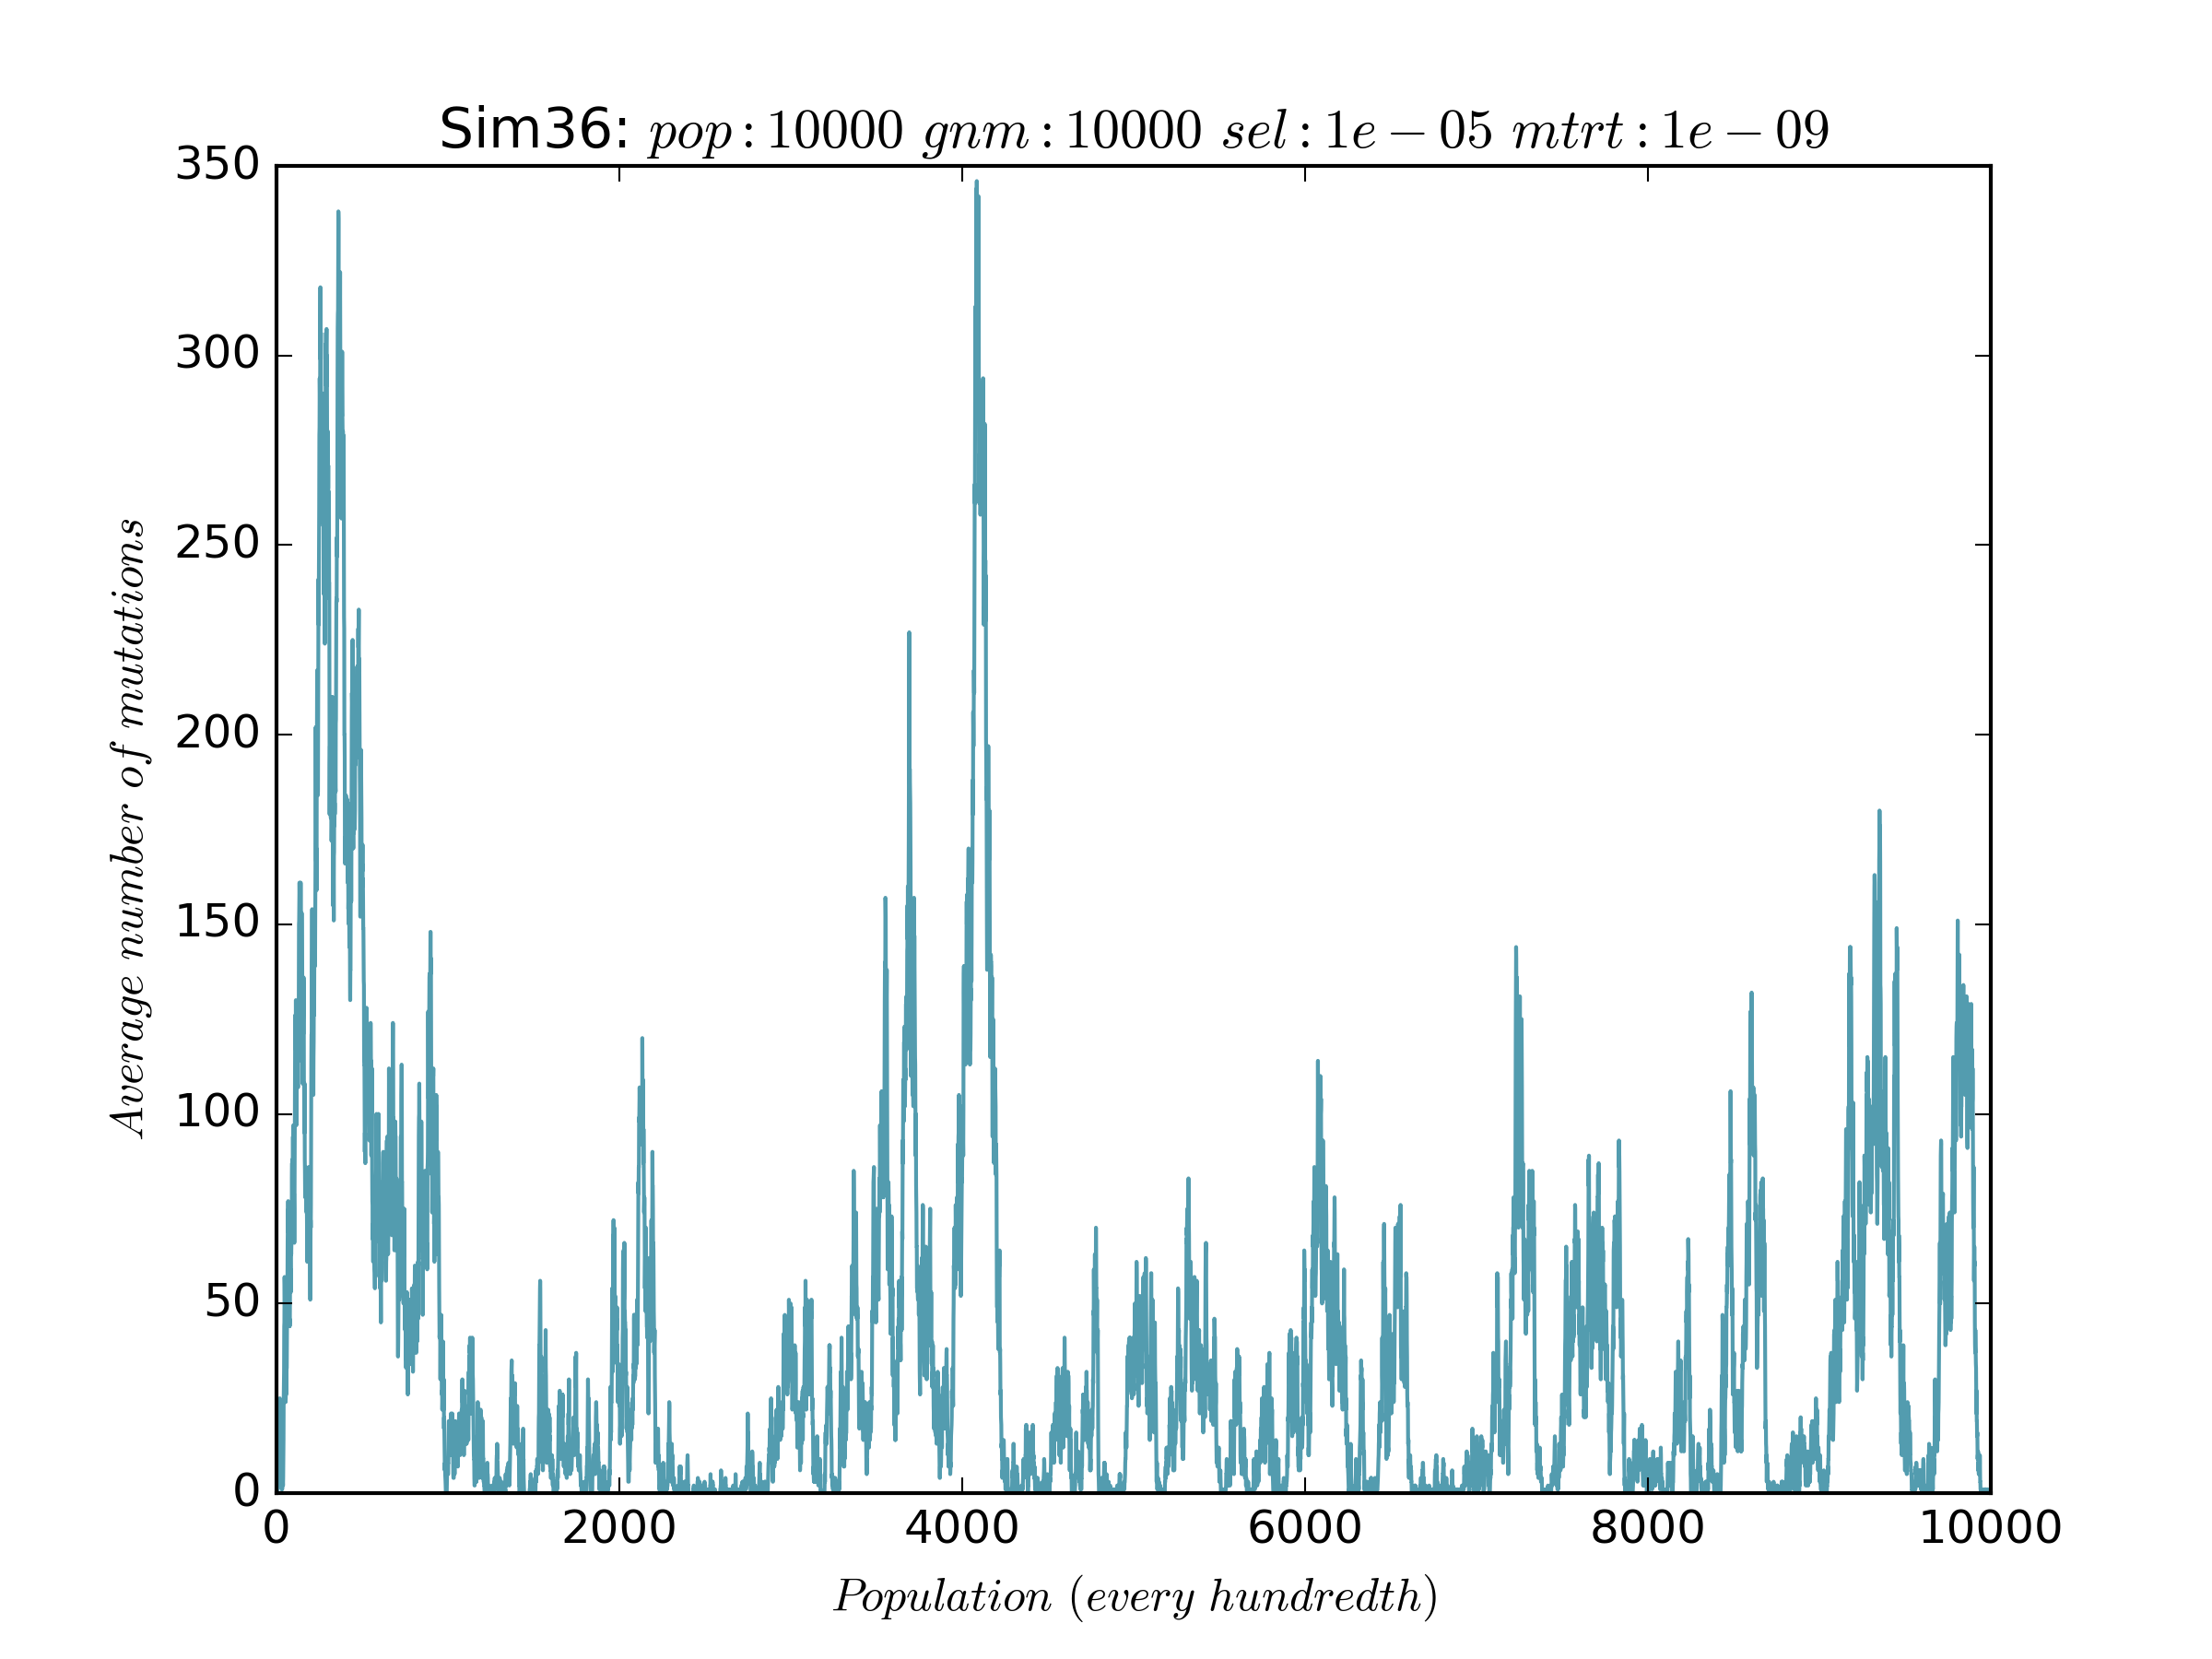 Sim36: pop : 10000 gnm : 10000 sel : 1e − 05 mtrt : 1e − 09
350
300
250
200
150
100
50
0
Average number of mutations
0 2000 4000 6000 8000 10000
Population (every hundredth)